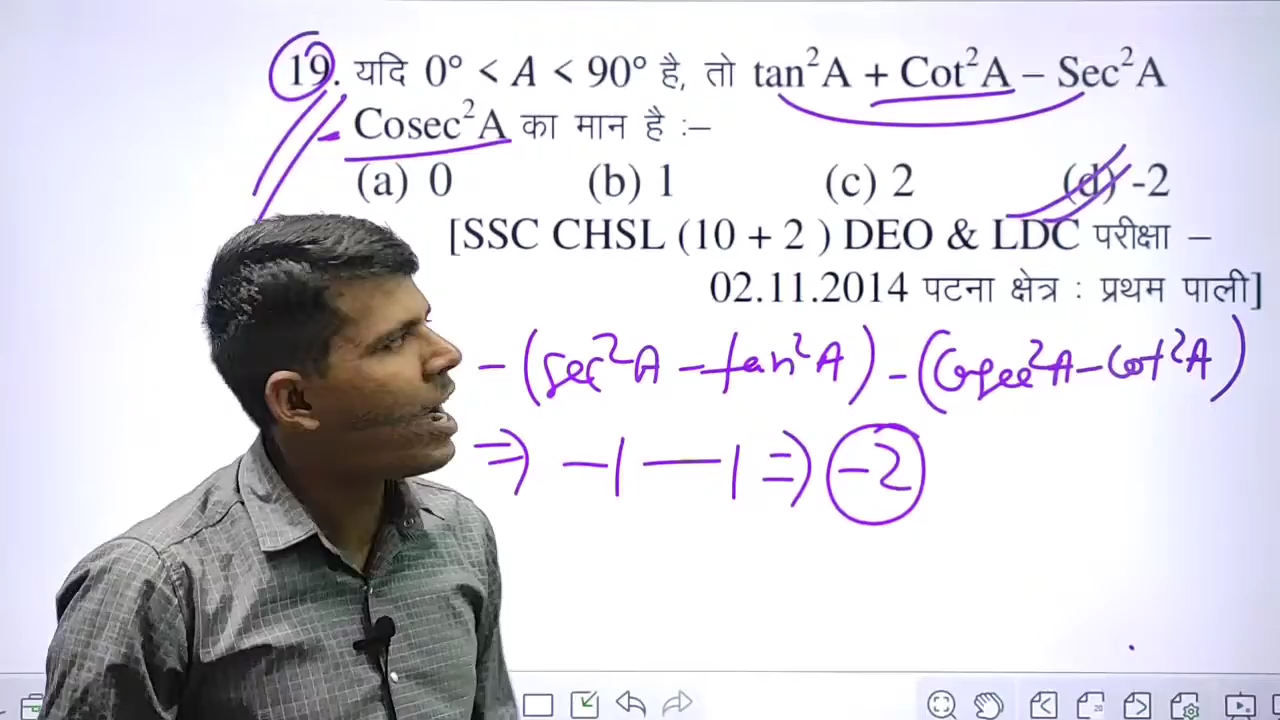 19. यदि 0° < A < 90° है, तो tan²A + Cot²A – Sec²A
- Cosec²A का मान है :–
(a) 0 (b) 1 (c) 2 (d) -2
[SSC CHSL (10 + 2 ) DEO & LDC परीक्षा –
02.11.2014 पटना क्षेत्र : प्रथम पाली]
- (Sec²A - tan²A) - (Cosec²A - Cot²A)
⇒ -1 - 1 ⇒ -2
20